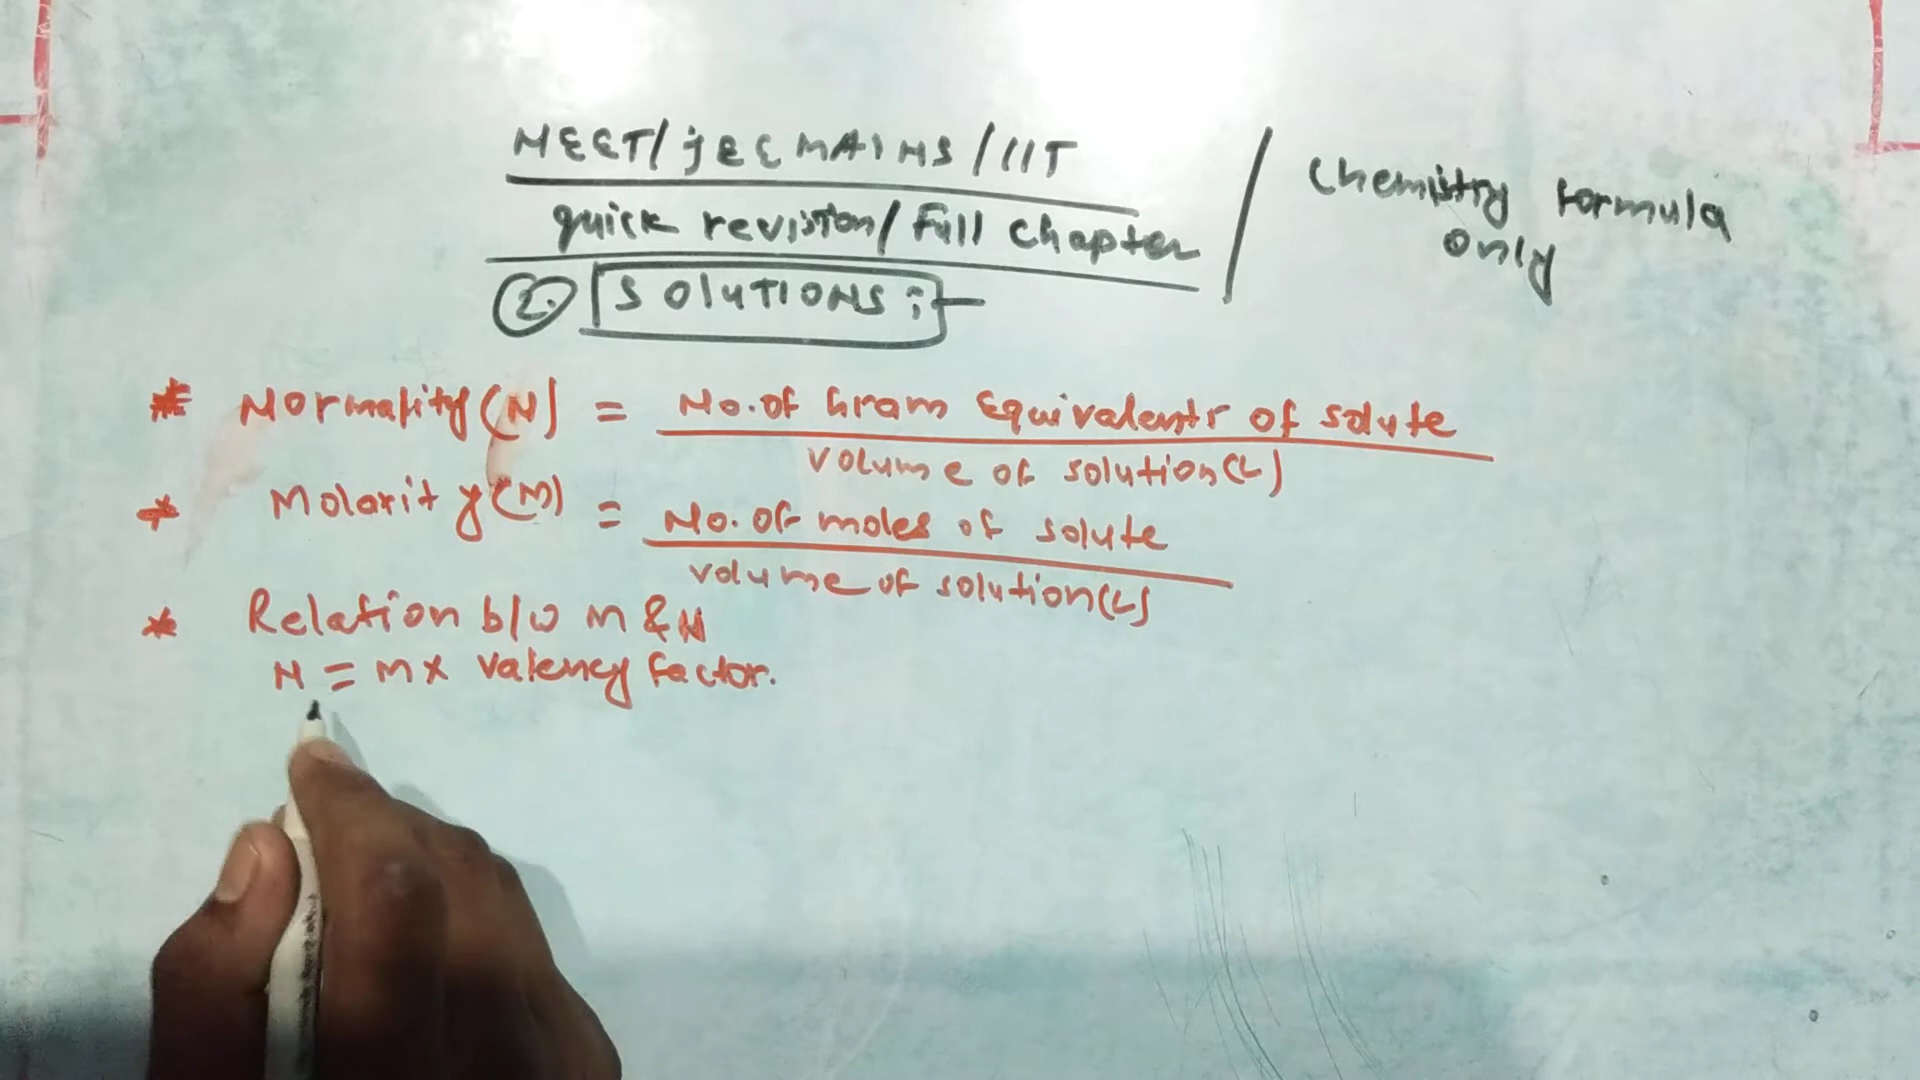 NEET/JEE MAINS/IIT
quick revision/Full Chapter
Chemistry Formula
only
2. SOLUTIONS:-
* Normality(N) = No. of Gram Equivalents of solute
volume of solution(L)
* Molarity(M) = No. of moles of solute
volume of solution(L)
* Relation b/w M & N
N = M x valency factor.